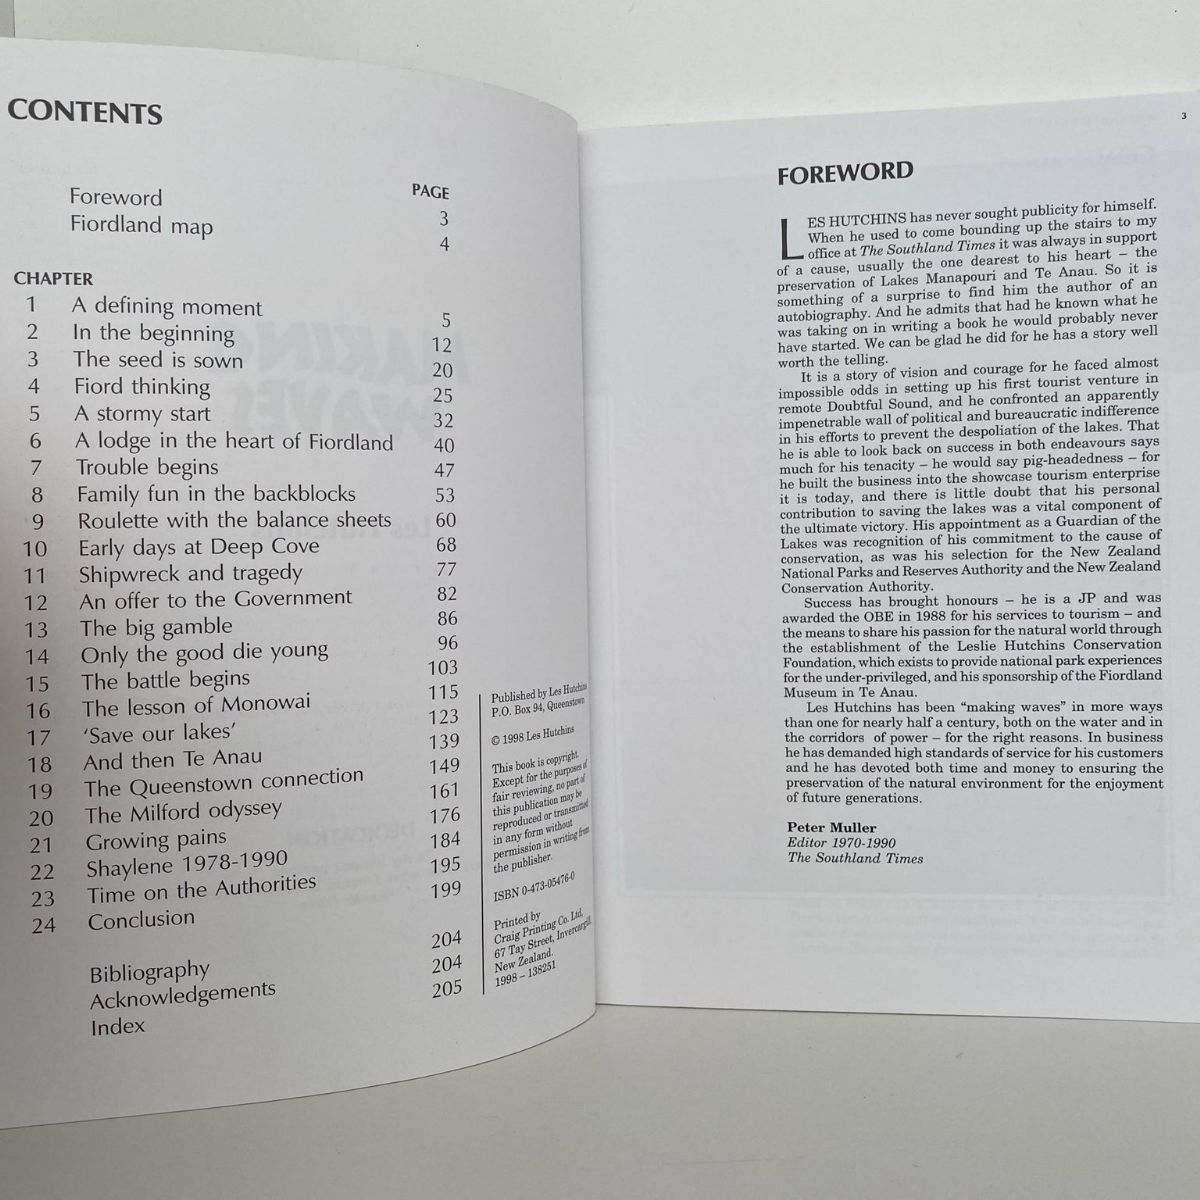 CONTENTS
PAGE
Foreword 3
Fiordland map 4
CHAPTER
1 A defining moment 5
2 In the beginning 12
3 The seed is sown 20
4 Fiord thinking 25
5 A stormy start 32
6 A lodge in the heart of Fiordland 40
7 Trouble begins 47
8 Family fun in the backblocks 53
9 Roulette with the balance sheets 60
10 Early days at Deep Cove 68
11 Shipwreck and tragedy 77
12 An offer to the Government 82
13 The big gamble 86
14 Only the good die young 96
15 The battle begins 103
16 The lesson of Monowai 115
17 'Save our lakes' 123
18 And then Te Anau 139
19 The Queenstown connection 149
20 The Milford odyssey 161
21 Growing pains 176
22 Shaylene 1978-1990 184
23 Time on the Authorities 195
24 Conclusion 199
Bibliography 204
Acknowledgements 204
Index 205
Published by Les Hutchins
P.O. Box 94, Queenstown
© 1998 Les Hutchins
This book is copyright.
Except for the purposes of
fair reviewing, no part of
this publication may be
reproduced or transmitted
in any form without
permission in writing from
the publisher.
ISBN 0-473-05476-0
Printed by
Craig Printing Co. Ltd,
67 Tay Street, Invercargill,
New Zealand.
1998 – 138251
3
FOREWORD
LES HUTCHINS has never sought publicity for himself.
When he used to come bounding up the stairs to my
office at The Southland Times it was always in support
of a cause, usually the one dearest to his heart – the
preservation of Lakes Manapouri and Te Anau. So it is
something of a surprise to find him the author of an
autobiography. And he admits that had he known what he
was taking on in writing a book he would probably never
have started. We can be glad he did for he has a story well
worth the telling.
It is a story of vision and courage for he faced almost
impossible odds in setting up his first tourist venture in
remote Doubtful Sound, and he confronted an apparently
impenetrable wall of political and bureaucratic indifference
in his efforts to prevent the despoliation of the lakes. That
he is able to look back on success in both endeavours says
much for his tenacity – he would say pig-headedness – for
he built the business into the showcase tourism enterprise
it is today, and there is little doubt that his personal
contribution to saving the lakes was a vital component of
the ultimate victory. His appointment as a Guardian of the
Lakes was recognition of his commitment to the cause of
conservation, as was his selection for the New Zealand
National Parks and Reserves Authority and the New Zealand
Conservation Authority.
Success has brought honours – he is a JP and was
awarded the OBE in 1988 for his services to tourism – and
the means to share his passion for the natural world through
the establishment of the Leslie Hutchins Conservation
Foundation, which exists to provide national park experiences
for the under-privileged, and his sponsorship of the Fiordland
Museum in Te Anau.
Les Hutchins has been "making waves" in more ways
than one for nearly half a century, both on the water and in
the corridors of power – for the right reasons. In business
he has demanded high standards of service for his customers
and he has devoted both time and money to ensuring the
preservation of the natural environment for the enjoyment
of future generations.
Peter Muller
Editor 1970-1990
The Southland Times